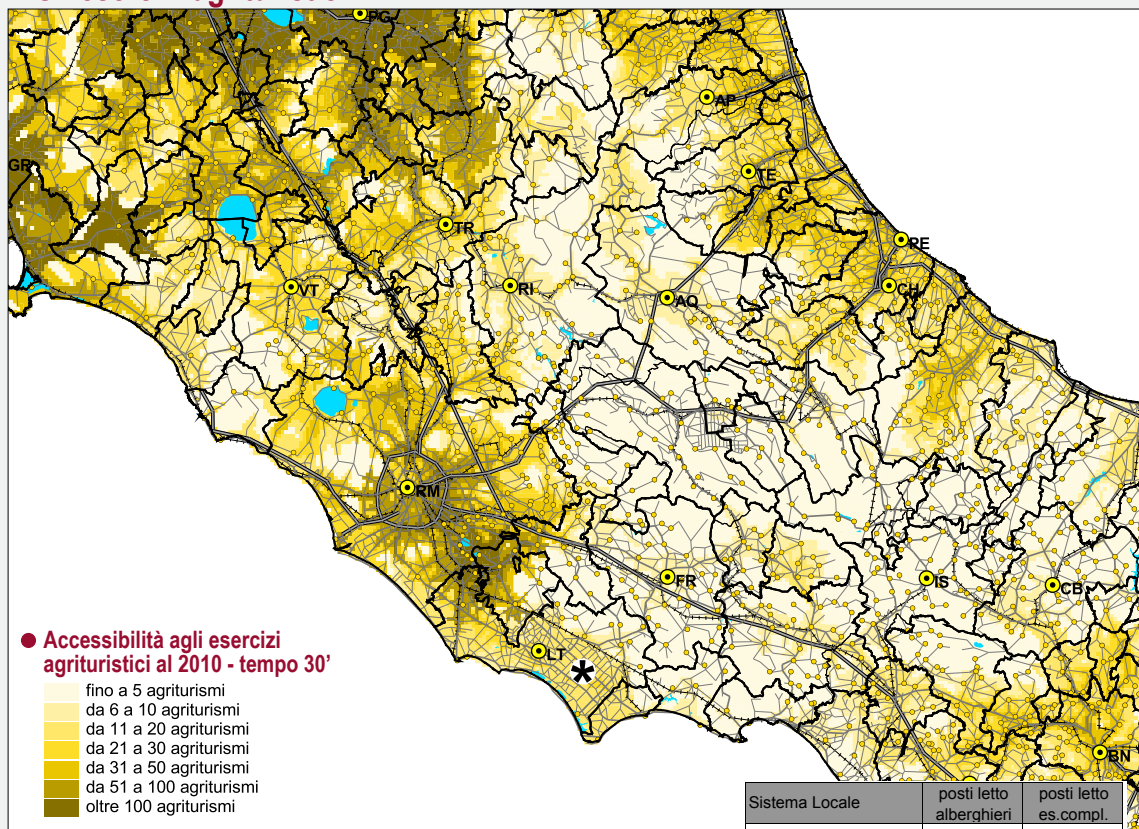 PG
AP
GR
TE
TR
PE
VT
RI
AQ
CH
RM
FR
IS
CB
LT
*
BN
Accessibilità agli esercizi
agrituristici al 2010 - tempo 30’
fino a 5 agriturismi
da 6 a 10 agriturismi
da 11 a 20 agriturismi
da 21 a 30 agriturismi
da 31 a 50 agriturismi
da 51 a 100 agriturismi
oltre 100 agriturismi
Sistema Locale
posti letto
alberghieri
posti letto
es.compl.